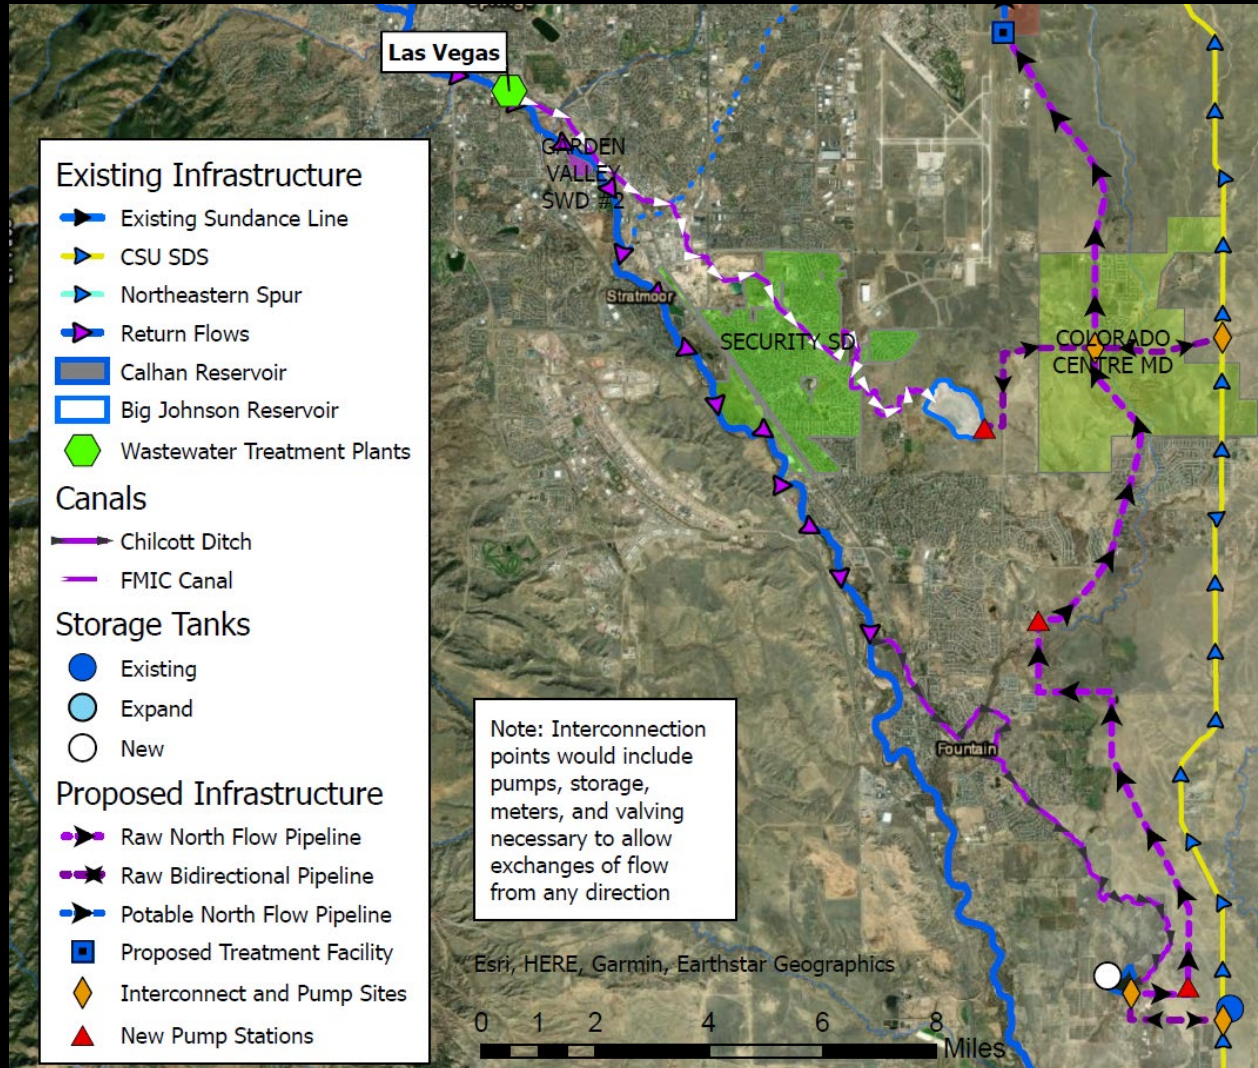 Springs
Las Vegas
GARDEN
VALLEY
SWD #2
Stratmoor
SECURITY SD
COLORADO
CENTRE MD
Existing Infrastructure
Existing Sundance Line
CSU SDS
Northeastern Spur
Return Flows
Calhan Reservoir
Big Johnson Reservoir
Wastewater Treatment Plants
Canals
Chilcott Ditch
FMIC Canal
Storage Tanks
Existing
Expand
New
Proposed Infrastructure
Raw North Flow Pipeline
Raw Bidirectional Pipeline
Potable North Flow Pipeline
Proposed Treatment Facility
Interconnect and Pump Sites
New Pump Stations
Note: Interconnection
points would include
pumps, storage,
meters, and valving
necessary to allow
exchanges of flow
from any direction
Fountain
Esri, HERE, Garmin, Earthstar Geographics
0 1 2 4 6 8
Miles